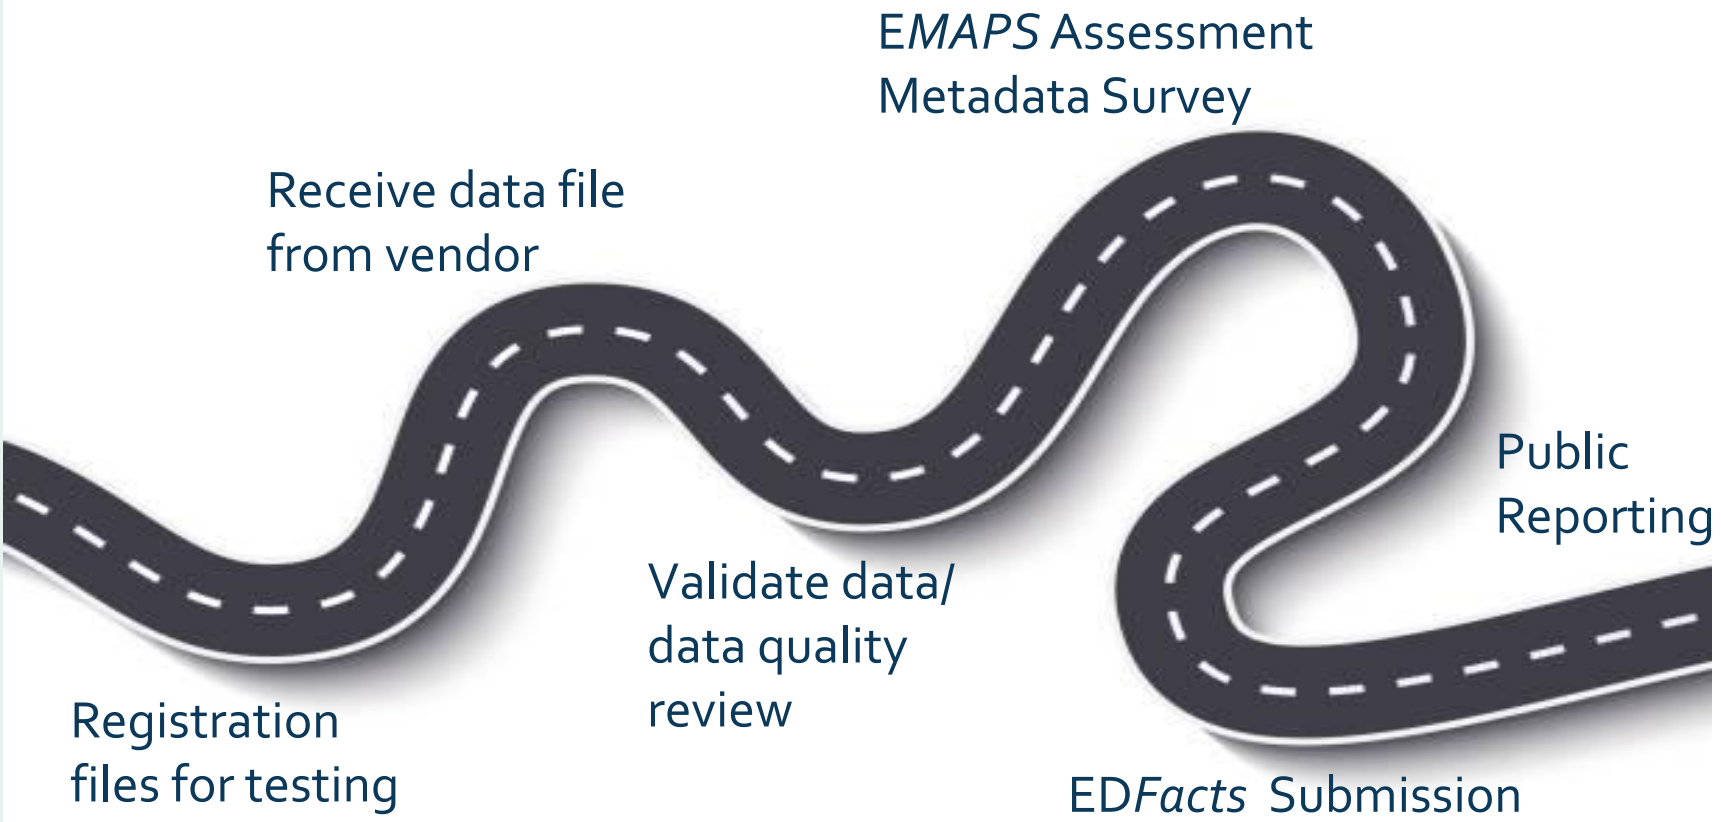 EMAPS Assessment
Metadata Survey
Receive data file
from vendor
Public
Reporting
Validate data/
data quality
review
Registration
files for testing
EDFacts Submission